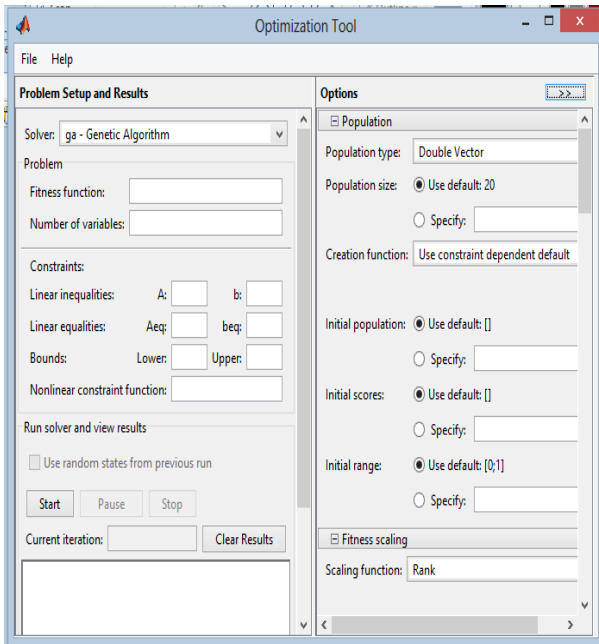 Optimization Tool
File Help
Problem Setup and Results
Solver: ga - Genetic Algorithm
Problem
Fitness function:
Number of variables:
Constraints:
Linear inequalities: A: b:
Linear equalities: Aeq: beq:
Bounds: Lower: Upper:
Nonlinear constraint function:
Run solver and view results
Use random states from previous run
Start Pause Stop
Current iteration: Clear Results
Options >>
Population
Population type: Double Vector
Population size: Use default: 20
Specify:
Creation function: Use constraint dependent default
Initial population: Use default: []
Specify:
Initial scores: Use default: []
Specify:
Initial range: Use default: [0;1]
Specify:
Fitness scaling
Scaling function: Rank